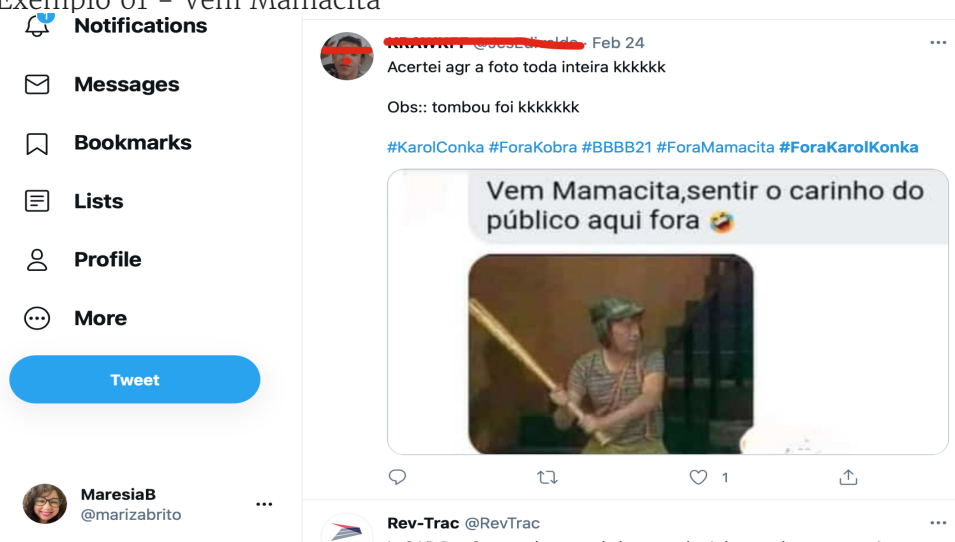 Exemplo 61 - Vem Mamacita
Notifications
Messages
Bookmarks
Lists
Profile
More
Tweet
MaresiaB
@marizabrito
Feb 24
Acertei agr a foto toda inteira kkkkkk
Obs:: tombou foi kkkkkkk
#KarolConka #ForaKobra #BBBB21 #ForaMamacita #ForaKarolKonka
Vem Mamacita,sentir o carinho do
público aqui fora 🤣
1
Rev-Trac @RevTrac